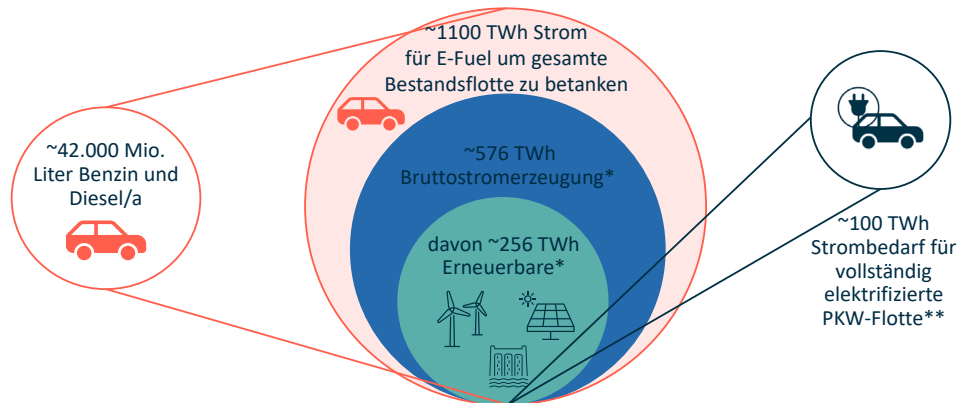 ~1100 TWh Strom
für E-Fuel um gesamte
Bestandsflotte zu betanken
~42.000 Mio.
Liter Benzin und
Diesel/a
~576 TWh
Bruttostromerzeugung*
davon ~256 TWh
Erneuerbare*
~100 TWh
Strombedarf für
vollständig
elektrifizierte
PKW-Flotte**